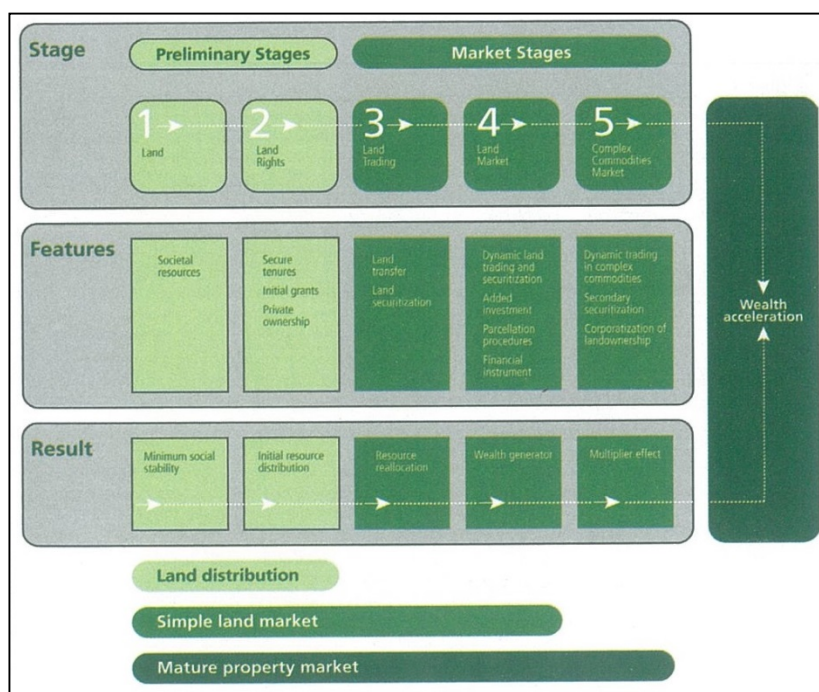 Stage
Preliminary Stages
Market Stages
1
Land
2
Land
Rights
3
Land
Trading
4
Land
Market
5
Complex
Commodities
Market
Features
Societal
resources
Secure
tenures
Initial grants
Private
ownership
Land
transfer
Land
securitization
Dynamic land
trading and
securitization
Added
investment
Parcellation
procedures
Financial
instrument
Dynamic trading
in complex
commodities
Secondary
securitization
Corporatization of
landownership
Wealth
acceleration
Result
Minimum social
stability
Initial resource
distribution
Resource
reallocation
Wealth generator
Multiplier effect
Land distribution
Simple land market
Mature property market